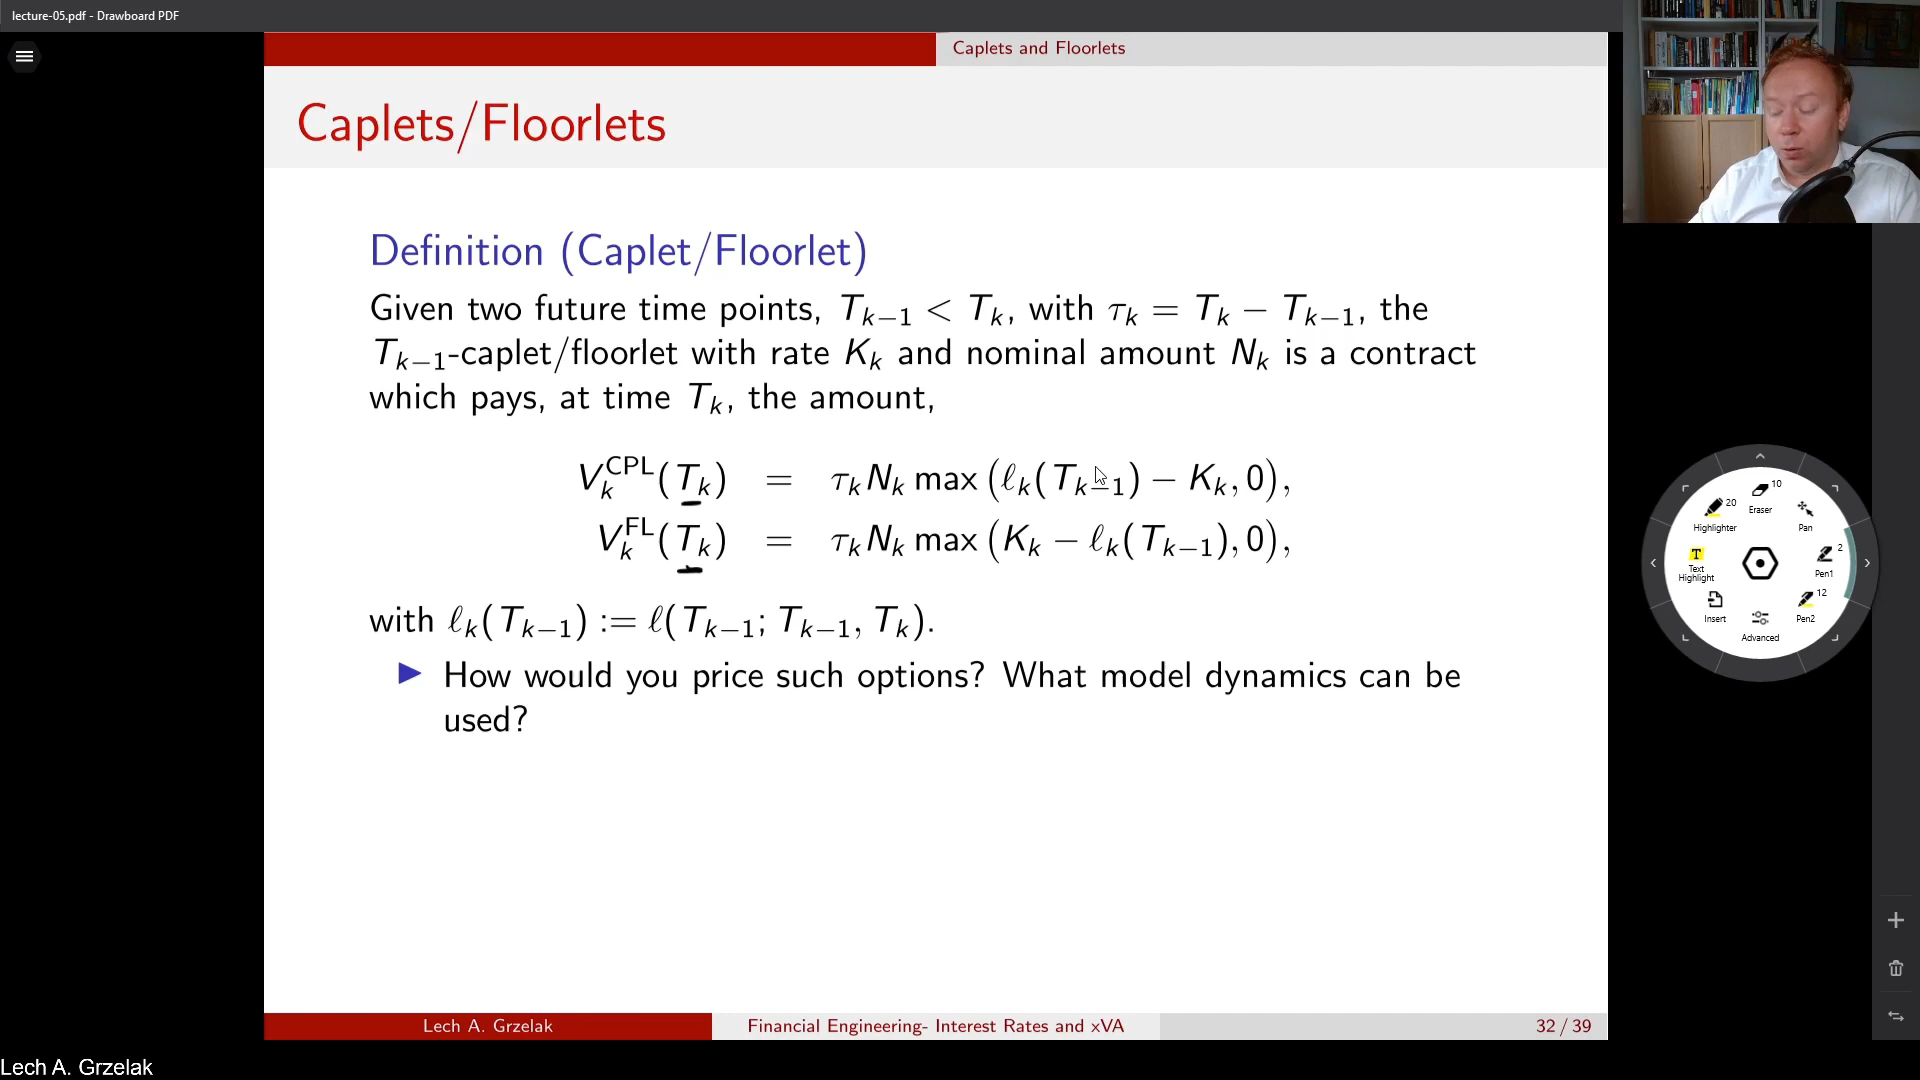 lecture-05.pdf - Drawboard PDF
Caplets and Floorlets
Caplets/Floorlets
Definition (Caplet/Floorlet)
Given two future time points, T_{k−1} < T_k, with τ_k = T_k − T_{k−1}, the
T_{k−1}-caplet/floorlet with rate K_k and nominal amount N_k is a contract
which pays, at time T_k, the amount,
V_k^{CPL}(T_k) = τ_k N_k max (ℓ_k(T_{k−1}) − K_k, 0),
V_k^{FL}(T_k) = τ_k N_k max (K_k − ℓ_k(T_{k−1}), 0),
with ℓ_k(T_{k−1}) := ℓ(T_{k−1}; T_{k−1}, T_k).
▶ How would you price such options? What model dynamics can be
used?
Lech A. Grzelak
Financial Engineering- Interest Rates and xVA
32 / 39
10
Eraser
20
Highlighter
Pan
T
Text
Highlight
2
Pen1
Insert
12
Pen2
Advanced
Lech A. Grzelak